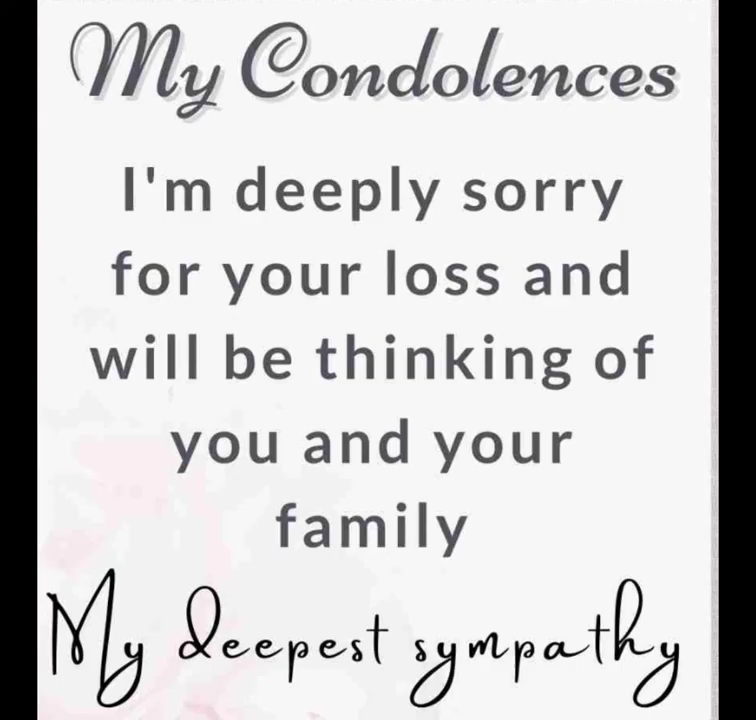 My Condolences
I'm deeply sorry
for your loss and
will be thinking of
you and your
family
My deepest sympathy